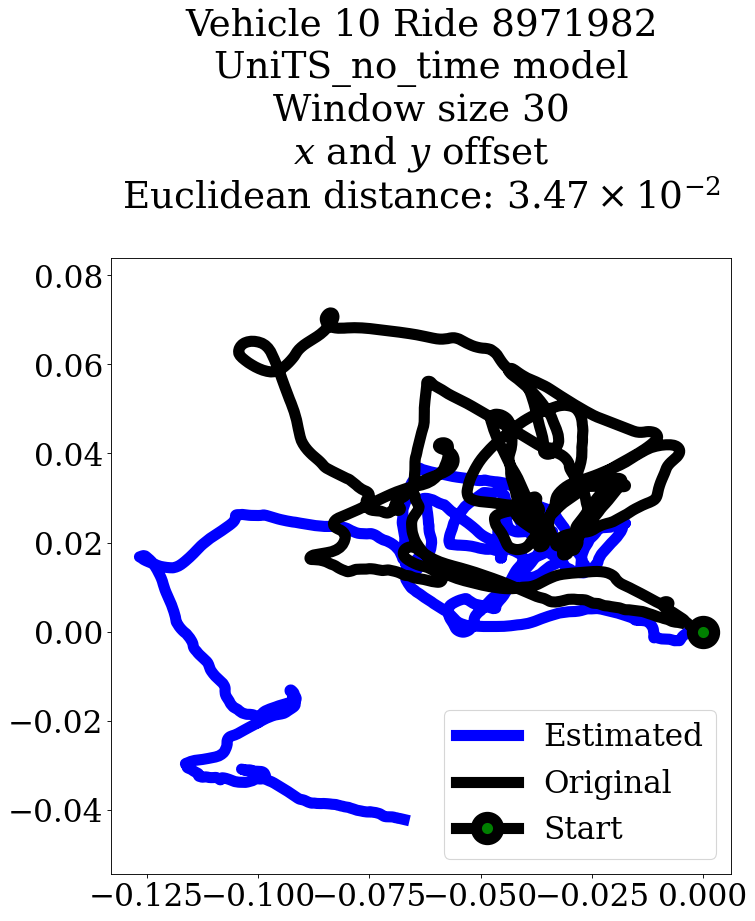 Vehicle 10 Ride 8971982
UniTS_no_time model
Window size 30
x and y offset
Euclidean distance: 3.47 × 10⁻²
0.08
0.06
0.04
0.02
0.00
−0.02
−0.04
Estimated
Original
Start
−0.125 −0.100 −0.075 −0.050 −0.025 0.000